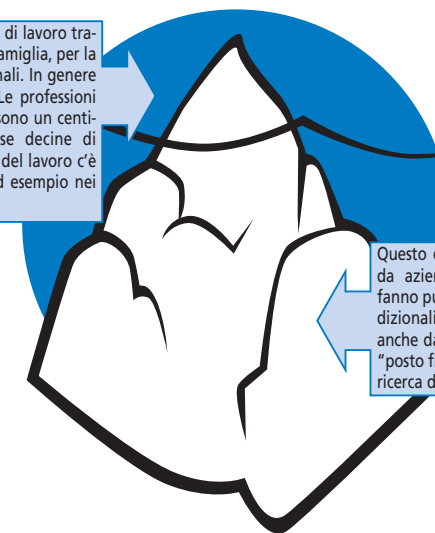 di lavoro tra-
amiglia, per la
nali. In genere
Le professioni
sono un centi-
se decine di
del lavoro c'è
d esempio nei
Questo
da azien
fanno pu
dizionali
anche da
"posto f
ricerca d